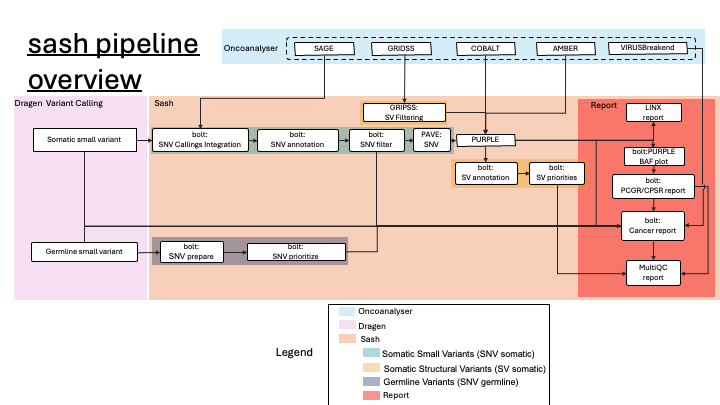 sash pipeline
overview
Oncoanalyser
SAGE
GRIDSS
COBALT
AMBER
VIRUSBreakend
Dragen Variant Calling
Sash
Report
GRIPSS:
SV Filtering
LINX
report
Somatic small variant
bolt:
SNV Callings Integration
bolt:
SNV annotation
bolt:
SNV filter
PAVE:
SNV
PURPLE
bolt:PURPLE
BAF plot
bolt:
SV annotation
bolt:
SV priorities
bolt:
PCGR/CPSR report
bolt:
Cancer report
Germline small variant
bolt:
SNV prepare
bolt:
SNV prioritize
MultiQC
report
Legend
Oncoanalyser
Dragen
Sash
Somatic Small Variants (SNV somatic)
Somatic Structural Variants (SV somatic)
Germline Variants (SNV germline)
Report